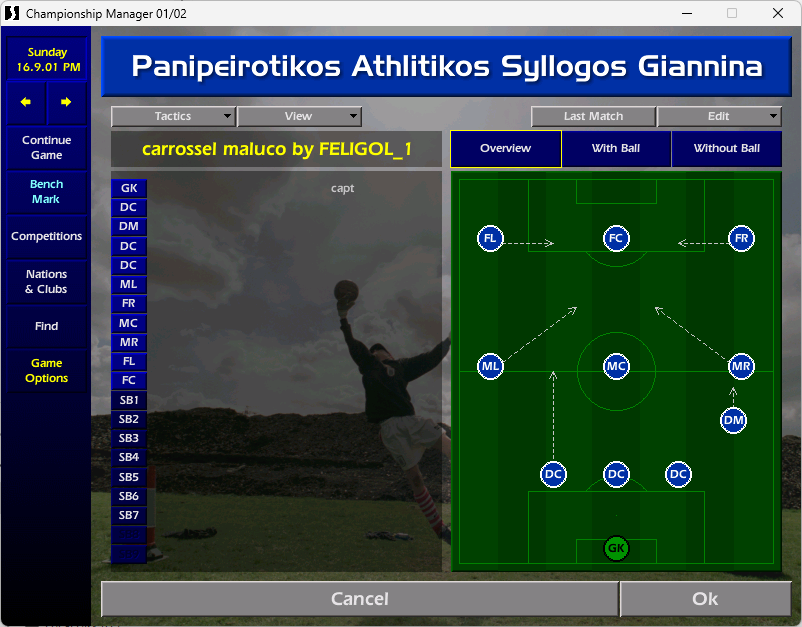 Championship Manager 01/02
Sunday
16.9.01 PM
Continue
Game
Bench
Mark
Competitions
Nations
& Clubs
Find
Game
Options
Panipeirotikos Athlitikos Syllogos Giannina
Tactics
View
Last Match
Edit
carrossel maluco by FELIGOL_1
Overview
With Ball
Without Ball
GK capt
DC
DM
DC
DC
ML
FR
MC
MR
FL
FC
SB1
SB2
SB3
SB4
SB5
SB6
SB7
FL FC FR
ML MC MR
DM
DC DC DC
GK
Cancel
Ok